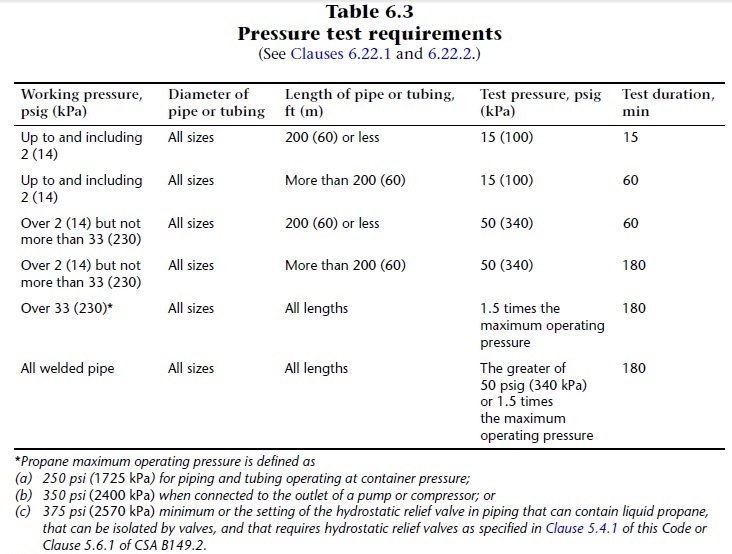 Table 6.3
Pressure test requirements
(See Clauses 6.22.1 and 6.22.2.)
Working pressure, psig (kPa) Diameter of pipe or tubing Length of pipe or tubing, ft (m) Test pressure, psig (kPa) Test duration, min
Up to and including 2 (14) All sizes 200 (60) or less 15 (100) 15
Up to and including 2 (14) All sizes More than 200 (60) 15 (100) 60
Over 2 (14) but not more than 33 (230) All sizes 200 (60) or less 50 (340) 60
Over 2 (14) but not more than 33 (230) All sizes More than 200 (60) 50 (340) 180
Over 33 (230)* All sizes All lengths 1.5 times the maximum operating pressure 180
All welded pipe All sizes All lengths The greater of 50 psig (340 kPa) or 1.5 times the maximum operating pressure 180
*Propane maximum operating pressure is defined as
(a) 250 psi (1725 kPa) for piping and tubing operating at container pressure;
(b) 350 psi (2400 kPa) when connected to the outlet of a pump or compressor; or
(c) 375 psi (2570 kPa) minimum or the setting of the hydrostatic relief valve in piping that can contain liquid propane,
that can be isolated by valves, and that requires hydrostatic relief valves as specified in Clause 5.4.1 of this Code or
Clause 5.6.1 of CSA B149.2.